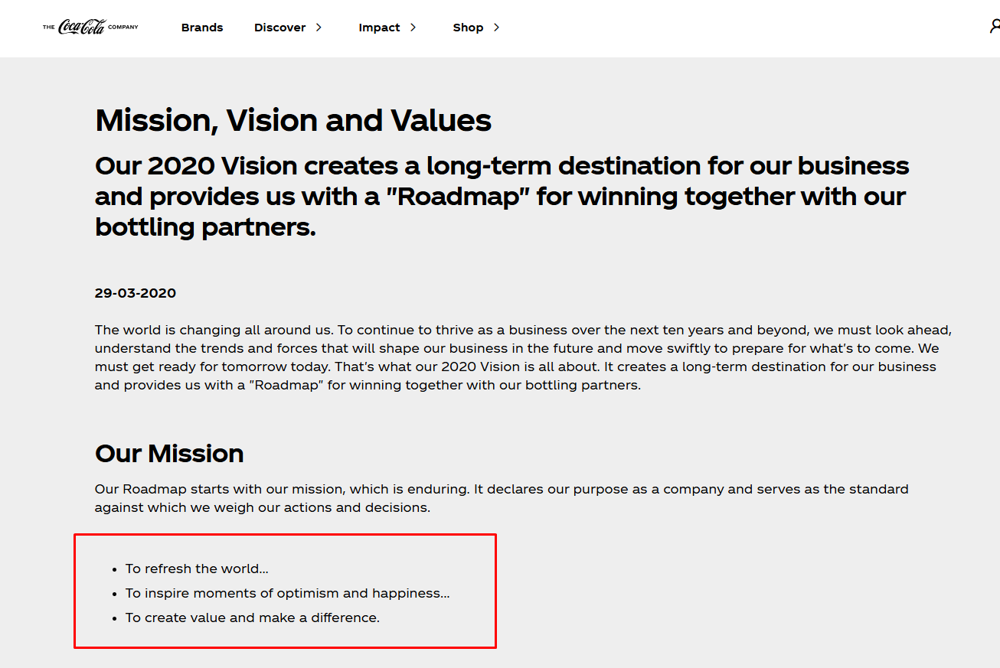 THE Coca-Cola COMPANY Brands Discover Impact Shop
Mission, Vision and Values
Our 2020 Vision creates a long-term destination for our business
and provides us with a "Roadmap" for winning together with our
bottling partners.
29-03-2020
The world is changing all around us. To continue to thrive as a business over the next ten years and beyond, we must look ahead,
understand the trends and forces that will shape our business in the future and move swiftly to prepare for what's to come. We
must get ready for tomorrow today. That's what our 2020 Vision is all about. It creates a long-term destination for our business
and provides us with a "Roadmap" for winning together with our bottling partners.
Our Mission
Our Roadmap starts with our mission, which is enduring. It declares our purpose as a company and serves as the standard
against which we weigh our actions and decisions.
• To refresh the world...
• To inspire moments of optimism and happiness...
• To create value and make a difference.